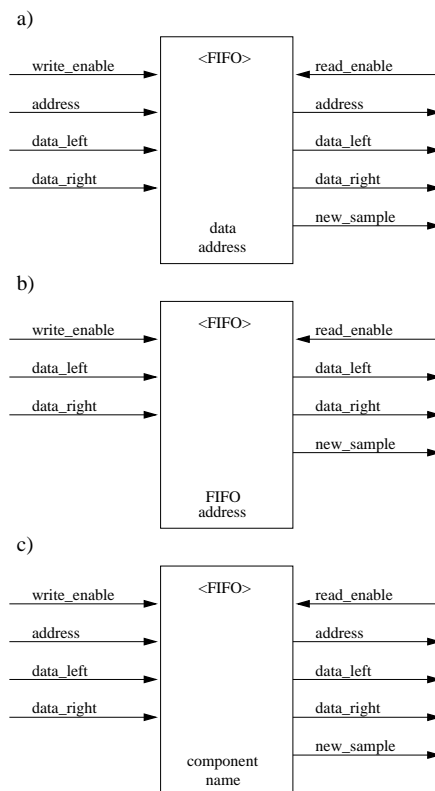 a)
write_enable <FIFO> read_enable
address address
data_left data_left
data_right data_right
new_sample
data
address
b)
write_enable <FIFO> read_enable
data_left data_left
data_right data_right
new_sample
FIFO
address
c)
write_enable <FIFO> read_enable
address address
data_left data_left
data_right data_right
new_sample
component
name